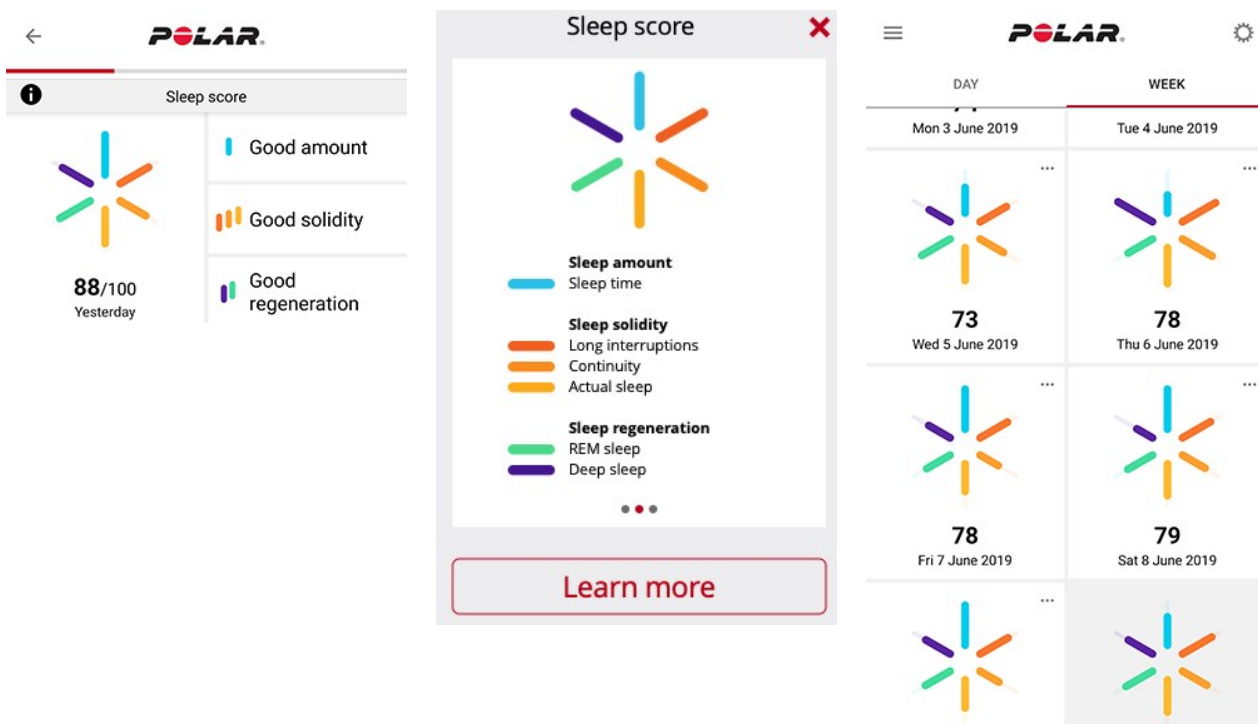 POLAR
Sleep score
Good amount
Good solidity
Good
regeneration
88/100
Yesterday
Sleep score
Sleep amount
Sleep time
Sleep solidity
Long interruptions
Continuity
Actual sleep
Sleep regeneration
REM sleep
Deep sleep
Learn more
POLAR
DAY
WEEK
Mon 3 June 2019
Tue 4 June 2019
73
Wed 5 June 2019
78
Thu 6 June 2019
78
Fri 7 June 2019
79
Sat 8 June 2019